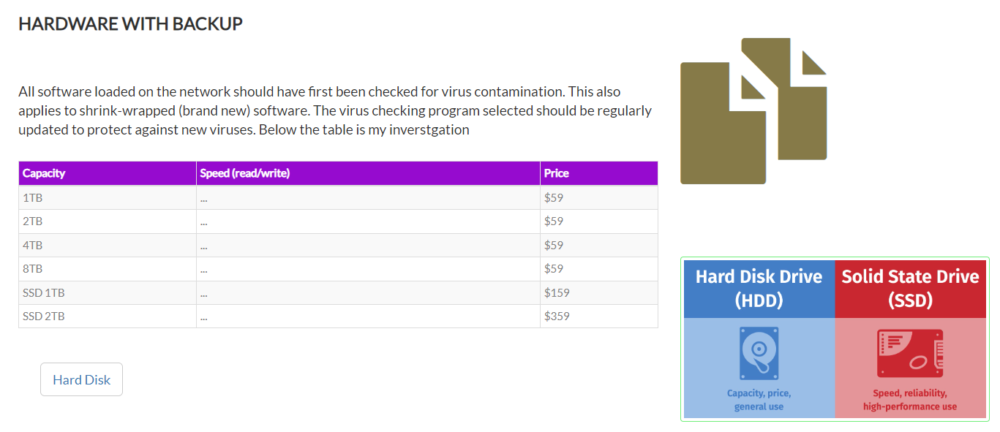 HARDWARE WITH BACKUP
All software loaded on the network should have first been checked for virus contamination. This also
applies to shrink-wrapped (brand new) software. The virus checking program selected should be regularly
updated to protect against new viruses. Below the table is my inverstgation
Capacity Speed (read/write) Price
1TB ... $59
2TB ... $59
4TB ... $59
8TB ... $59
SSD 1TB ... $159
SSD 2TB ... $359
Hard Disk
Hard Disk Drive
(HDD)
Capacity, price,
general use
Solid State Drive
(SSD)
Speed, reliability,
high-performance use